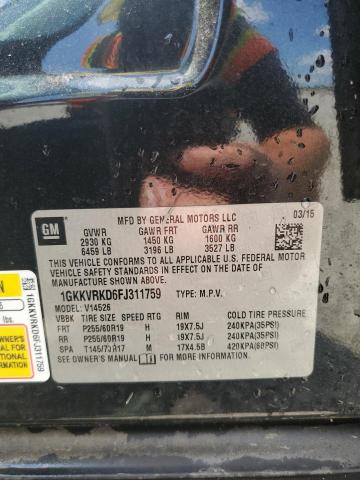 GM
MFD BY GENERAL MOTORS LLC
03/15
GVWR GAWR FRT GAWR RR
2930 KG 1450 KG 1600 KG
6459 LB 3196 LB 3527 LB
THIS VEHICLE CONFORMS TO ALL APPLICABLE U.S. FEDERAL
MOTOR VEHICLE SAFETY STANDARDS IN EFFECT ON THE DATE OF
MANUFACTURE SHOWN ABOVE.
1GKKVRKD6FJ311759 TYPE: M.P.V.
MODEL: V14526
VBBK TIRE SIZE SPEED RTG RIM COLD TIRE PRESSURE
FRT P255/60R19 H 19X7.5J 240KPA(35PSI)
RR P255/60R19 H 19X7.5J 240KPA(35PSI)
SPA T145/70R17 M 17X4.5B 420KPA(60PSI)
SEE OWNER'S MANUAL FOR ADDITIONAL INFORMATION.
1GKKVRKD6FJ311759